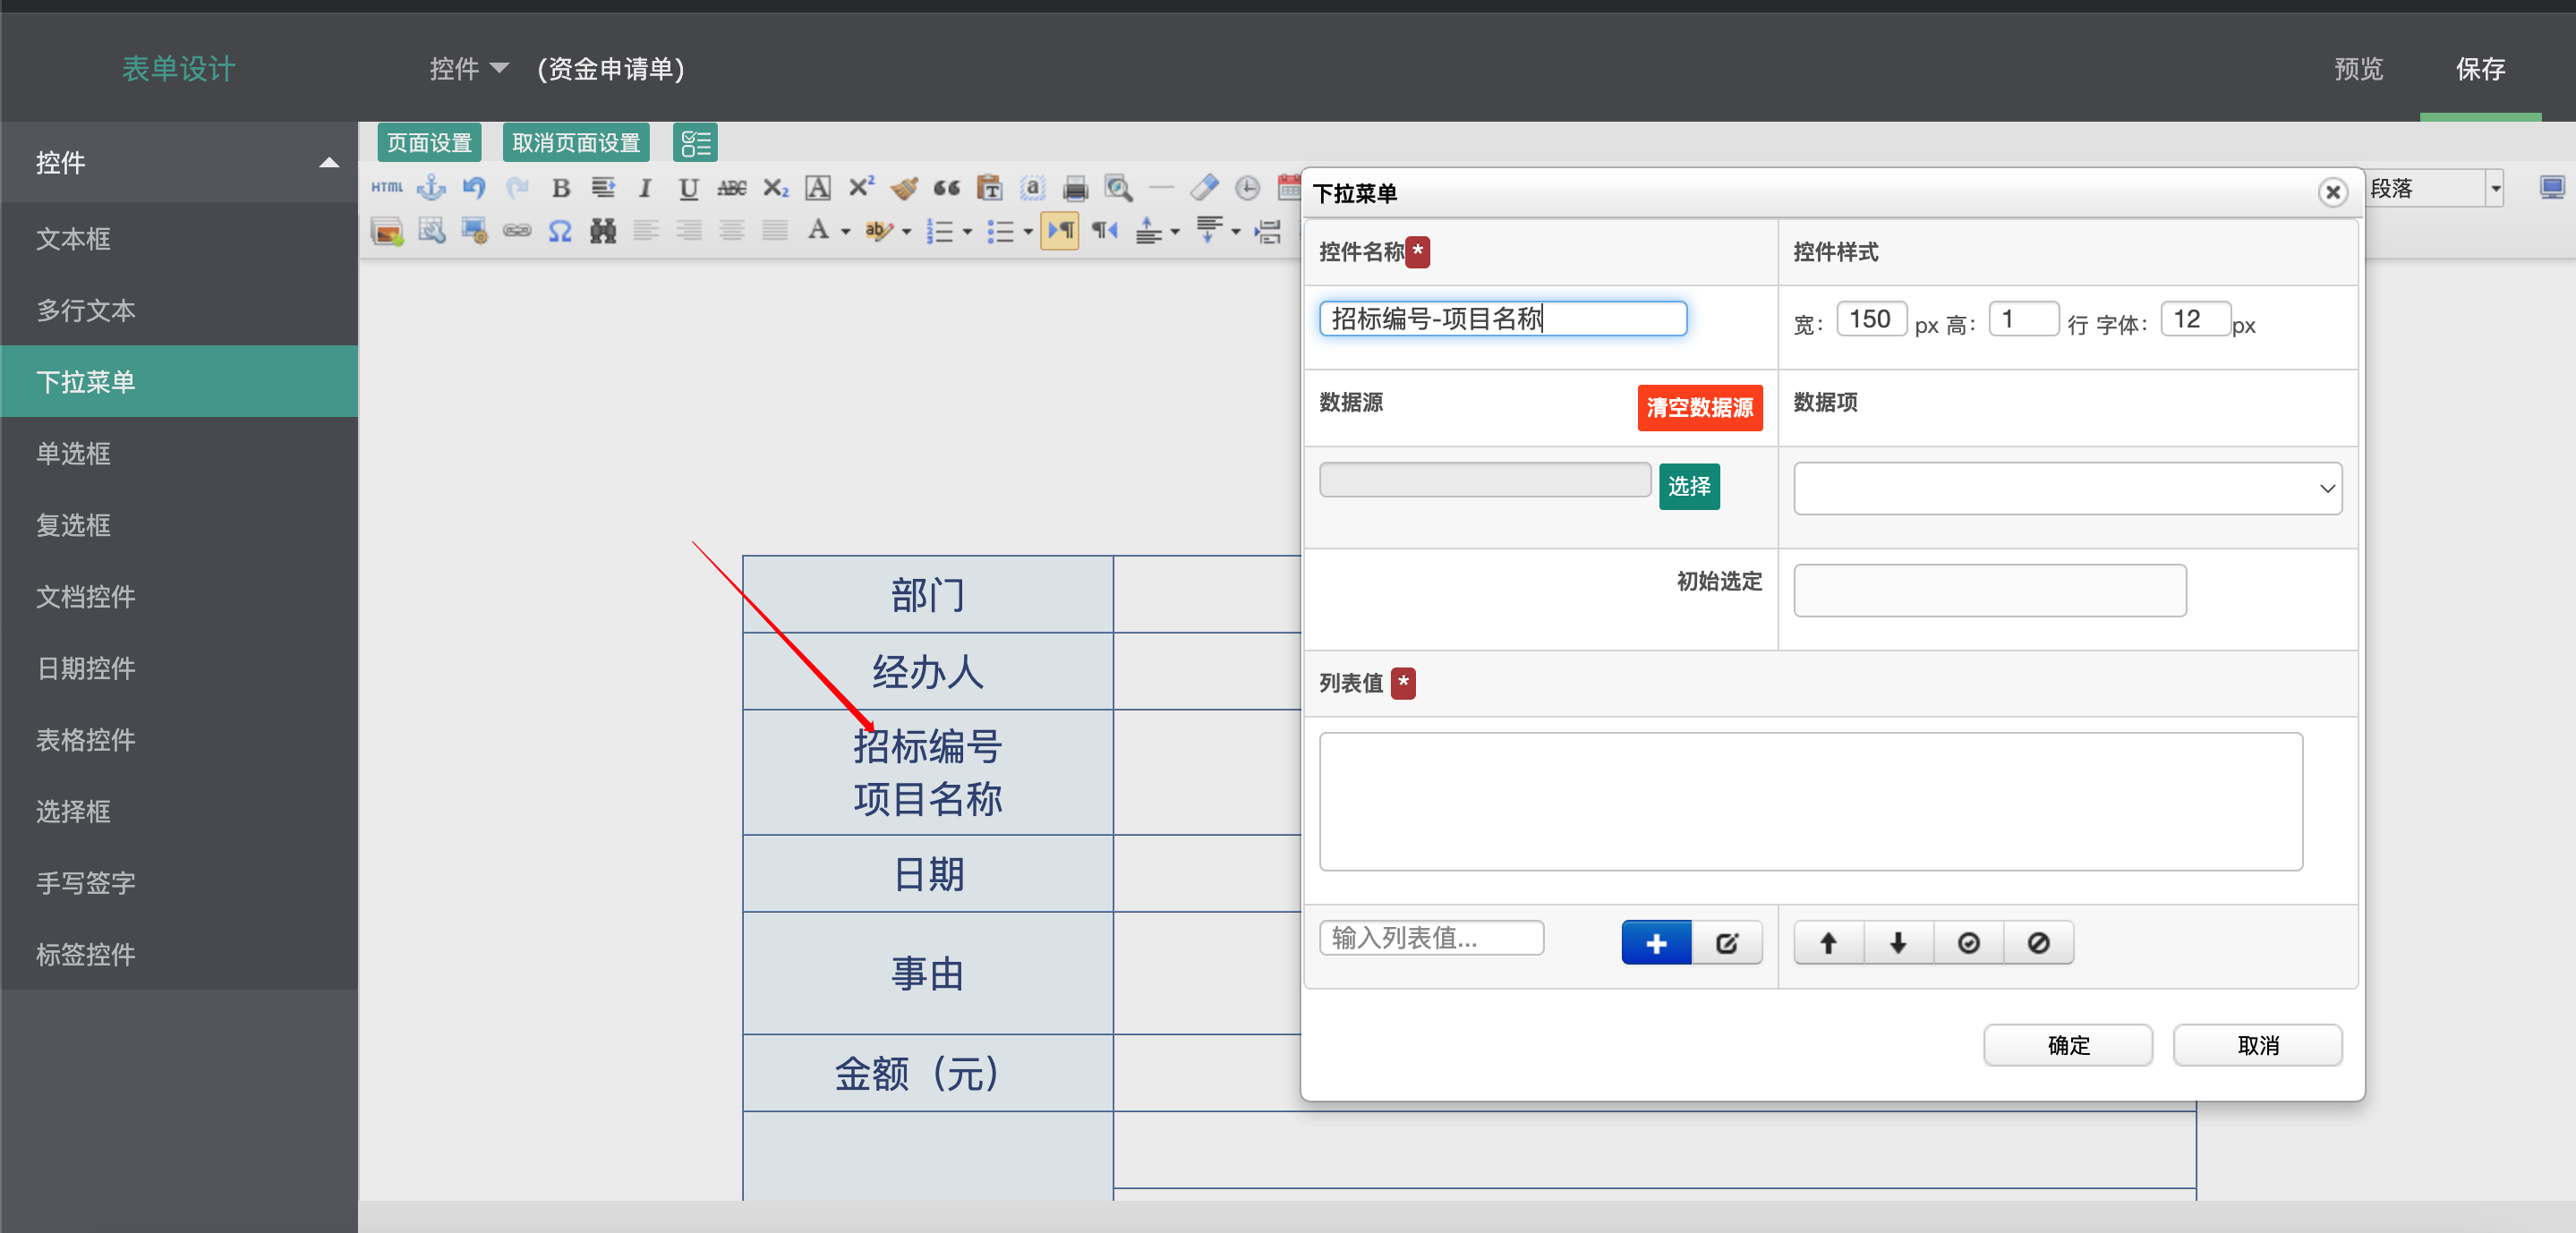 表单设计
控件
(资金申请单)
预览
保存
控件
文本框
多行文本
下拉菜单
单选框
复选框
文档控件
日期控件
表格控件
选择框
手写签字
标签控件
页面设置
取消页面设置
HTML
段落
部门
经办人
招标编号
项目名称
日期
事由
金额（元）
下拉菜单
控件名称 *
控件样式
招标编号-项目名称
宽： 150 px 高： 1 行 字体： 12 px
数据源
清空数据源
数据项
选择
初始选定
列表值 *
输入列表值...
确定
取消